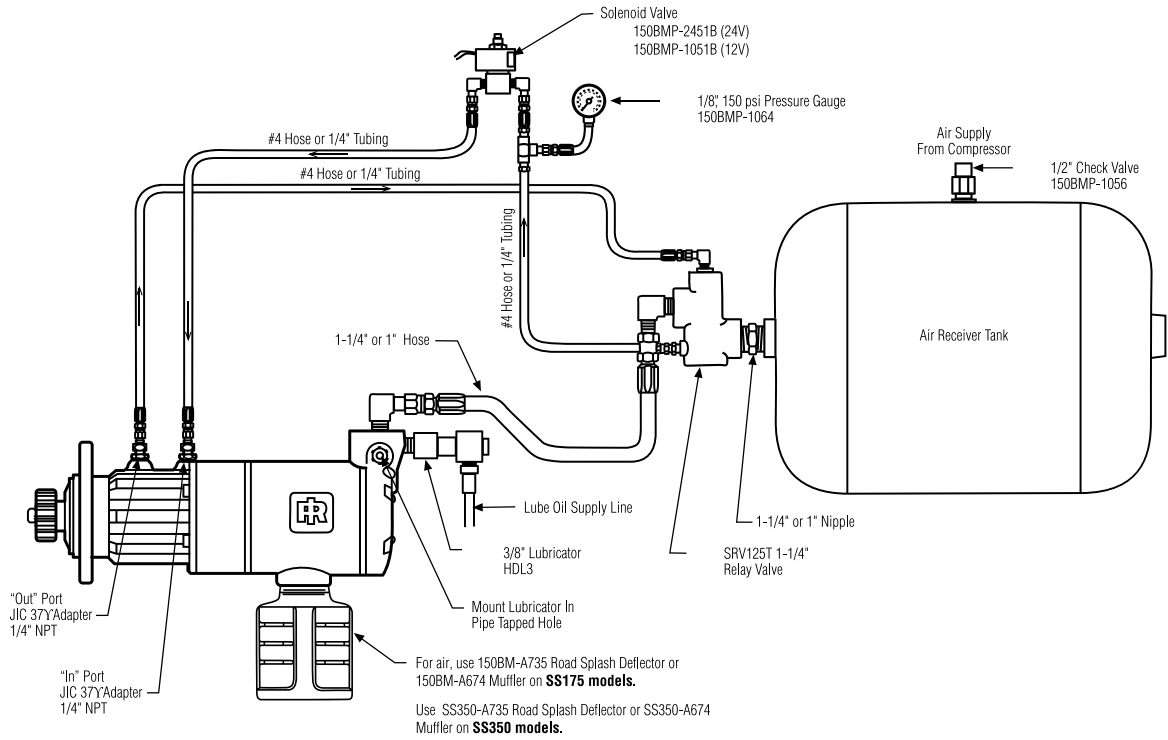 Solenoid Valve
150BMP-2451B (24V)
150BMP-1051B (12V)
1/8", 150 psi Pressure Gauge
150BMP-1064
Air Supply
From Compressor
1/2" Check Valve
150BMP-1056
#4 Hose or 1/4" Tubing
#4 Hose or 1/4" Tubing
#4 Hose or 1/4" Tubing
1-1/4" or 1" Hose
Air Receiver Tank
IR
Lube Oil Supply Line
1-1/4" or 1" Nipple
3/8" Lubricator
HDL3
SRV125T 1-1/4"
Relay Valve
"Out" Port
JIC 37ϓ Adapter
1/4" NPT
Mount Lubricator In
Pipe Tapped Hole
"In" Port
JIC 37ϓ Adapter
1/4" NPT
For air, use 150BM-A735 Road Splash Deflector or
150BM-A674 Muffler on SS175 models.
Use SS350-A735 Road Splash Deflector or SS350-A674
Muffler on SS350 models.